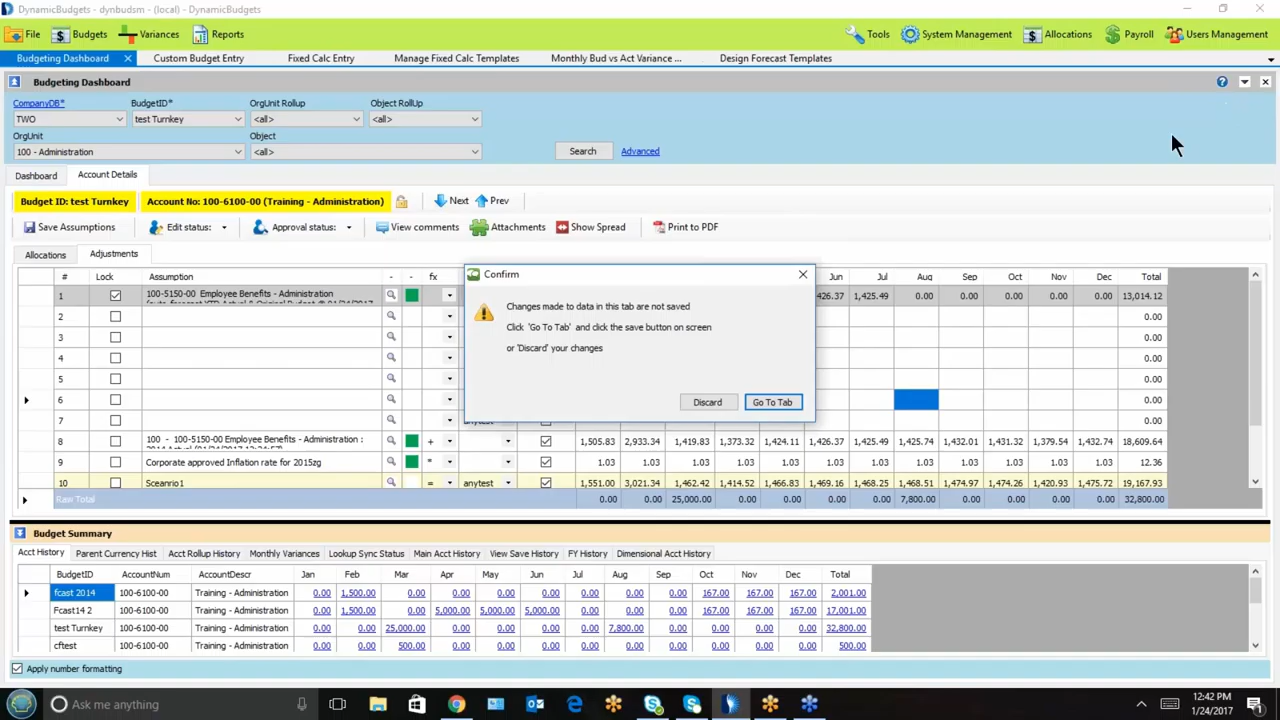 DynamicBudgets - dynbudsm - (local) - DynamicBudgets
File Budgets Variances Reports Tools System Management Allocations Payroll Users Management
Budgeting Dashboard Custom Budget Entry Fixed Calc Entry Manage Fixed Calc Templates Monthly Bud vs Act Variance ... Design Forecast Templates
Budgeting Dashboard
CompanyDB* BudgetID* OrgUnit Rollup Object RollUp
TWO test Turnkey <all> <all>
OrgUnit Object
100 - Administration <all> Search Advanced
Dashboard Account Details
Budget ID: test Turnkey Account No: 100-6100-00 (Training - Administration) Next Prev
Save Assumptions Edit status: Approval status: View comments Attachments Show Spread Print to PDF
Allocations Adjustments
# Lock Assumption - - fx Jun Jul Aug Sep Oct Nov Dec Total
1 100-5150-00 Employee Benefits - Administration 426.37 1,425.49 0.00 0.00 0.00 0.00 0.00 13,014.12
2 0.00
3 0.00
4 0.00
5 0.00
6 0.00
7 anytest 0.00
8 100 - 100-5150-00 Employee Benefits - Administration : + 1,505.83 2,933.34 1,419.83 1,373.32 1,424.11 1,426.37 1,425.49 1,425.74 1,432.01 1,431.32 1,379.54 1,432.74 18,609.64
9 Corporate approved Inflation rate for 2015zg * 1.03 1.03 1.03 1.03 1.03 1.03 1.03 1.03 1.03 1.03 1.03 1.03 12.36
10 Sceanrio1 = anytest 1,551.00 3,021.34 1,462.42 1,414.52 1,466.83 1,469.16 1,468.25 1,468.51 1,474.97 1,474.26 1,420.93 1,475.72 19,167.93
Raw Total 0.00 0.00 25,000.00 0.00 0.00 0.00 0.00 7,800.00 0.00 0.00 0.00 0.00 32,800.00
Confirm
Changes made to data in this tab are not saved
Click 'Go To Tab' and click the save button on screen
or 'Discard' your changes
Discard Go To Tab
Budget Summary
Acct History Parent Currency Hist Acct Rollup History Monthly Variances Lookup Sync Status Main Acct History View Save History FY History Dimensional Acct History
BudgetID AccountNum AccountDescr Jan Feb Mar Apr May Jun Jul Aug Sep Oct Nov Dec Total
fcast 2014 100-6100-00 Training - Administration 0.00 1,500.00 0.00 0.00 0.00 0.00 0.00 0.00 0.00 167.00 167.00 167.00 2,001.00
Fcast14 2 100-6100-00 Training - Administration 0.00 1,500.00 0.00 5,000.00 5,000.00 5,000.00 0.00 0.00 0.00 167.00 167.00 167.00 17,001.00
test Turnkey 100-6100-00 Training - Administration 0.00 0.00 25,000.00 0.00 0.00 0.00 0.00 7,800.00 0.00 0.00 0.00 0.00 32,800.00
cftest 100-6100-00 Training - Administration 0.00 0.00 500.00 0.00 0.00 0.00 0.00 0.00 0.00 0.00 0.00 0.00 500.00
Apply number formatting
Ask me anything
12:42 PM
1/24/2017